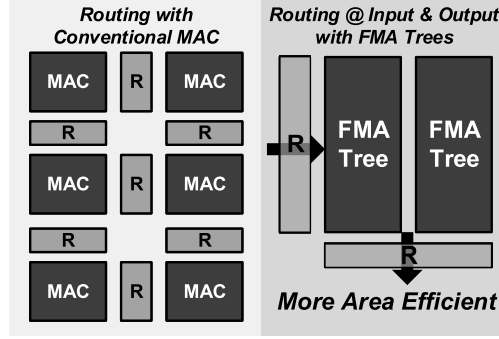 Routing with
Conventional MAC
MAC R MAC
R R
MAC R MAC
R R
MAC R MAC
Routing @ Input & Output
with FMA Trees
R
FMA
Tree
FMA
Tree
R
More Area Efficient